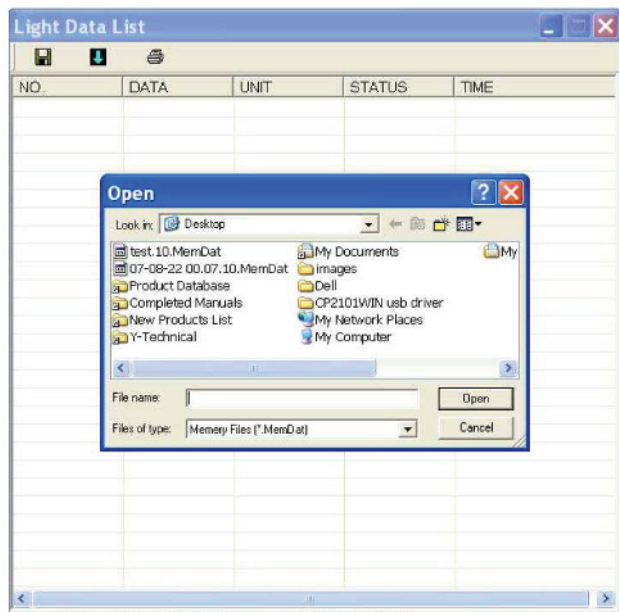 Light Data List
NO. DATA UNIT STATUS TIME
Open
Look in: Desktop
test.10.MemDat My Documents My
07-08-22 00.07.10.MemDat images
Product Database Dell
Completed Manuals CP2101WIN usb driver
New Products List My Network Places
Y-Technical My Computer
File name: Open
Files of type: Memery Files (*.MemDat) Cancel